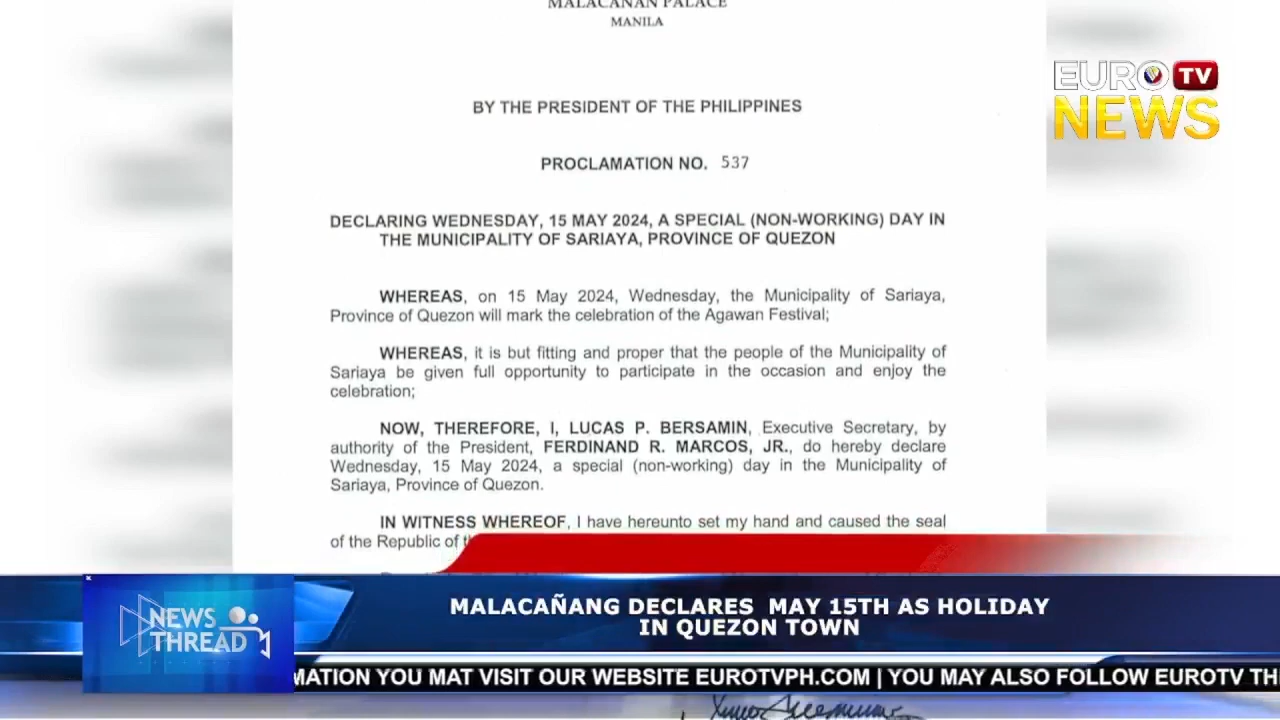 MALACAÑAN PALACE
MANILA
BY THE PRESIDENT OF THE PHILIPPINES
PROCLAMATION NO. 537
DECLARING WEDNESDAY, 15 MAY 2024, A SPECIAL (NON-WORKING) DAY IN
THE MUNICIPALITY OF SARIAYA, PROVINCE OF QUEZON
WHEREAS, on 15 May 2024, Wednesday, the Municipality of Sariaya,
Province of Quezon will mark the celebration of the Agawan Festival;
WHEREAS, it is but fitting and proper that the people of the Municipality of
Sariaya be given full opportunity to participate in the occasion and enjoy the
celebration;
NOW, THEREFORE, I, LUCAS P. BERSAMIN, Executive Secretary, by
authority of the President, FERDINAND R. MARCOS, JR., do hereby declare
Wednesday, 15 May 2024, a special (non-working) day in the Municipality of
Sariaya, Province of Quezon.
IN WITNESS WHEREOF, I have hereunto set my hand and caused the seal
of the Republic of
EURO TV
NEWS
MALACAÑANG DECLARES MAY 15TH AS HOLIDAY
IN QUEZON TOWN
NEWS
THREAD
MATION YOU MAT VISIT OUR WEBSITE EUROTVPH.COM | YOU MAY ALSO FOLLOW EUROTV TH